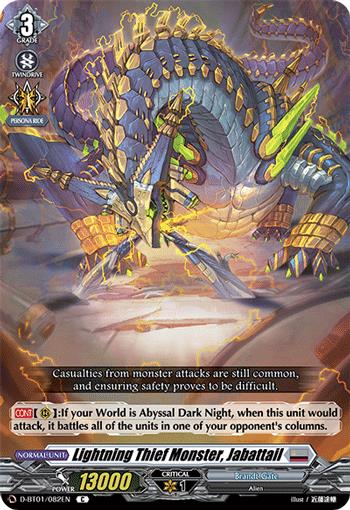 3
GRADE
TWINDRIVE
PERSONA RIDE
Casualties from monster attacks are still common,
and ensuring safety proves to be difficult.
CONT【 】:If your World is Abyssal Dark Night, when this unit would
attack, it battles all of the units in one of your opponent's columns.
NORMAL UNIT Lightning Thief Monster, Jabattail
POWER 13000 CRITICAL 1 Brandt Gate
Alien
D-BT01/082EN C illust / 近藤遼幟